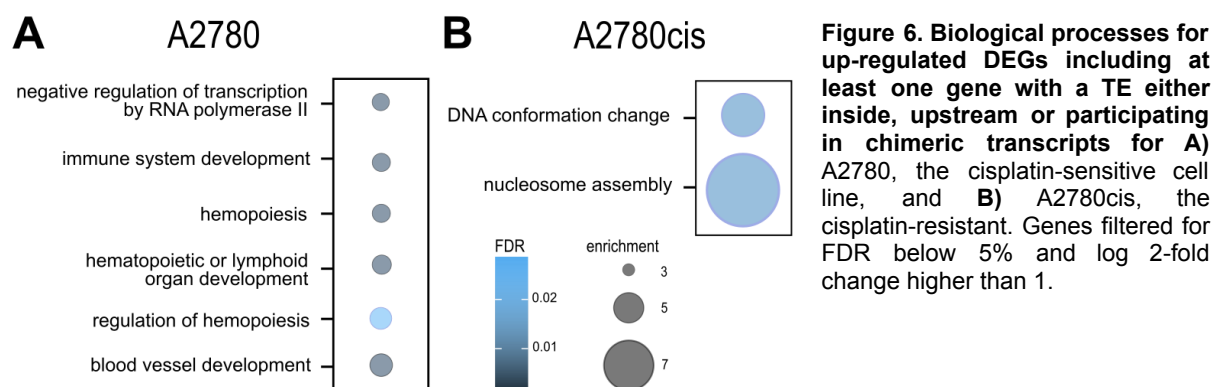 A
A2780
negative regulation of transcription
by RNA polymerase II
immune system development
hemopoiesis
hematopoietic or lymphoid
organ development
regulation of hemopoiesis
blood vessel development
B
A2780cis
DNA conformation change
nucleosome assembly
FDR
0.02
0.01
enrichment
3
5
7
Figure 6. Biological processes for
up-regulated DEGs including at
least one gene with a TE either
inside, upstream or participating
in chimeric transcripts for A)
A2780, the cisplatin-sensitive cell
line, and B) A2780cis, the
cisplatin-resistant. Genes filtered for
FDR below 5% and log 2-fold
change higher than 1.